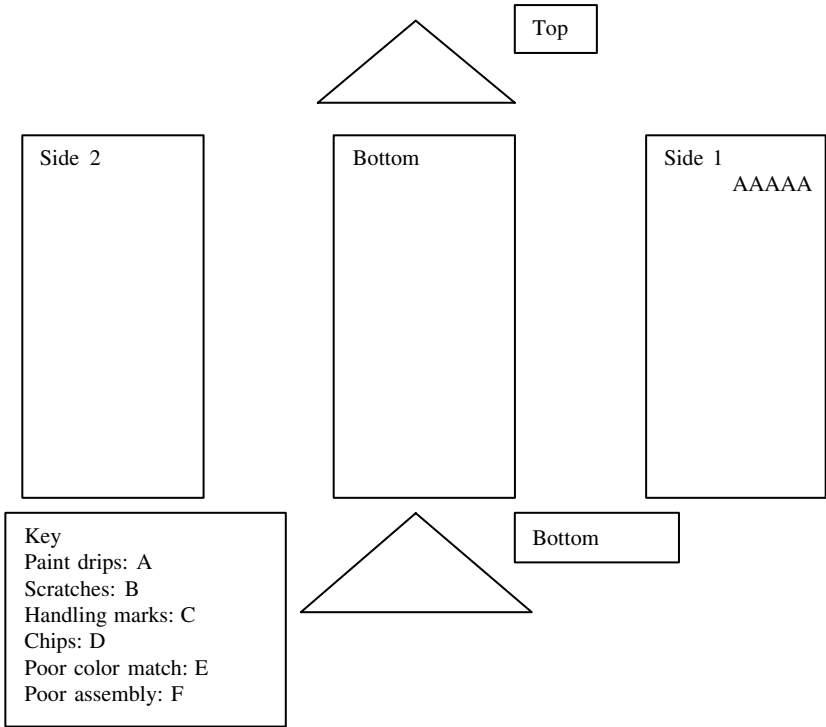 Top
Side 2
Bottom
Side 1
AAAAA
Key
Paint drips: A
Scratches: B
Handling marks: C
Chips: D
Poor color match: E
Poor assembly: F
Bottom